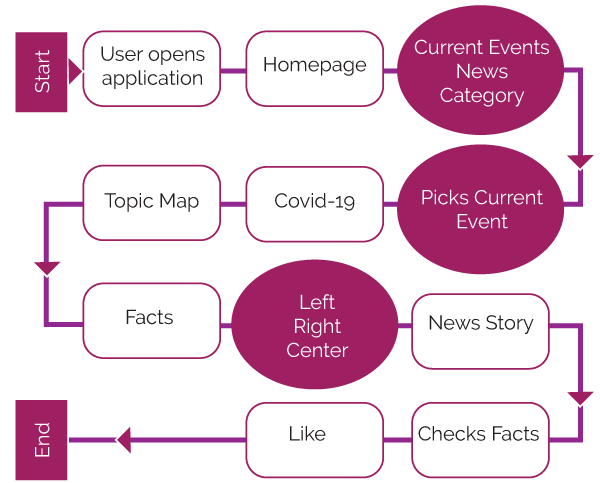 Start
User opens
application
Homepage
Current Events
News
Category
Picks Current
Event
Covid-19
Topic Map
Facts
Left
Right
Center
News Story
Checks Facts
Like
End